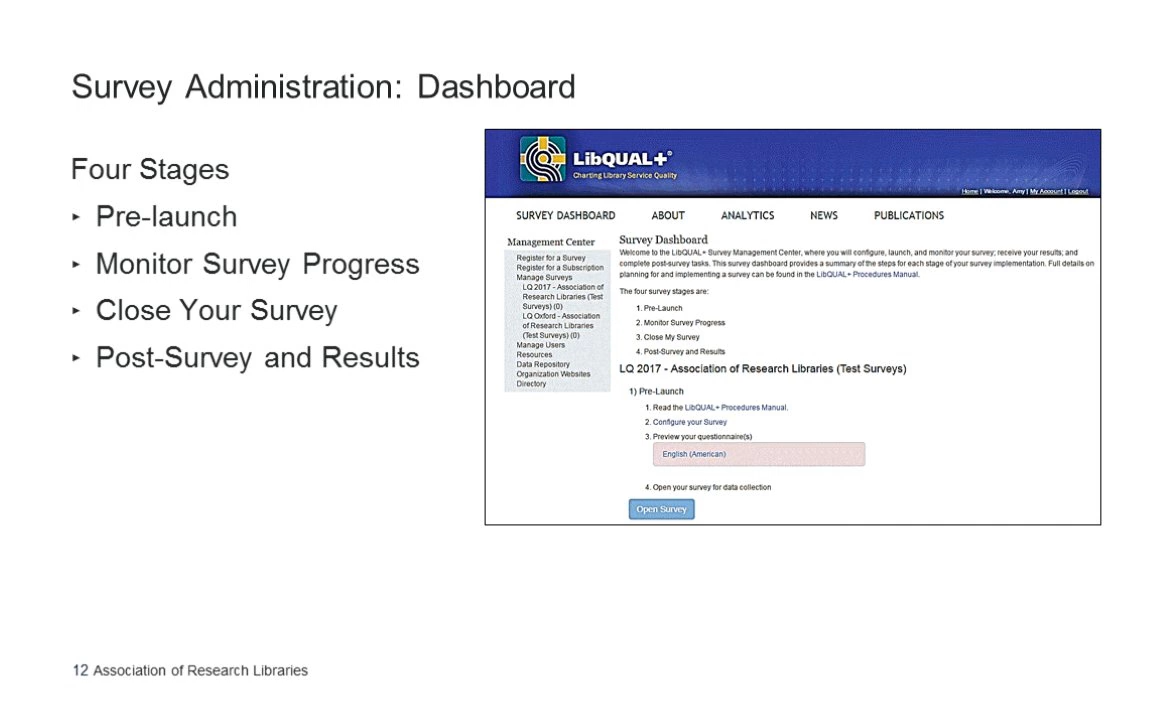 Survey Administration: Dashboard
Four Stages
‣ Pre-launch
‣ Monitor Survey Progress
‣ Close Your Survey
‣ Post-Survey and Results
LibQUAL+®
Charting Library Service Quality
Home | Welcome, Amy | My Account | Logout
SURVEY DASHBOARD ABOUT ANALYTICS NEWS PUBLICATIONS
Management Center
Register for a Survey
Register for a Subscription
Manage Surveys
LQ 2017 - Association of
Research Libraries (Test
Surveys) (0)
LQ Oxford - Association
of Research Libraries
(Test Surveys) (0)
Manage Users
Resources
Data Repository
Organization Websites
Directory
Survey Dashboard
Welcome to the LibQUAL+ Survey Management Center, where you will configure, launch, and monitor your survey; receive your results; and
complete post-survey tasks. This survey dashboard provides a summary of the steps for each stage of your survey implementation. Full details on
planning for and implementing a survey can be found in the LibQUAL+ Procedures Manual.
The four survey stages are:
1. Pre-Launch
2. Monitor Survey Progress
3. Close My Survey
4. Post-Survey and Results
LQ 2017 - Association of Research Libraries (Test Surveys)
1) Pre-Launch
1. Read the LibQUAL+ Procedures Manual.
2. Configure your Survey
3. Preview your questionnaire(s)
English (American)
4. Open your survey for data collection
Open Survey
12 Association of Research Libraries